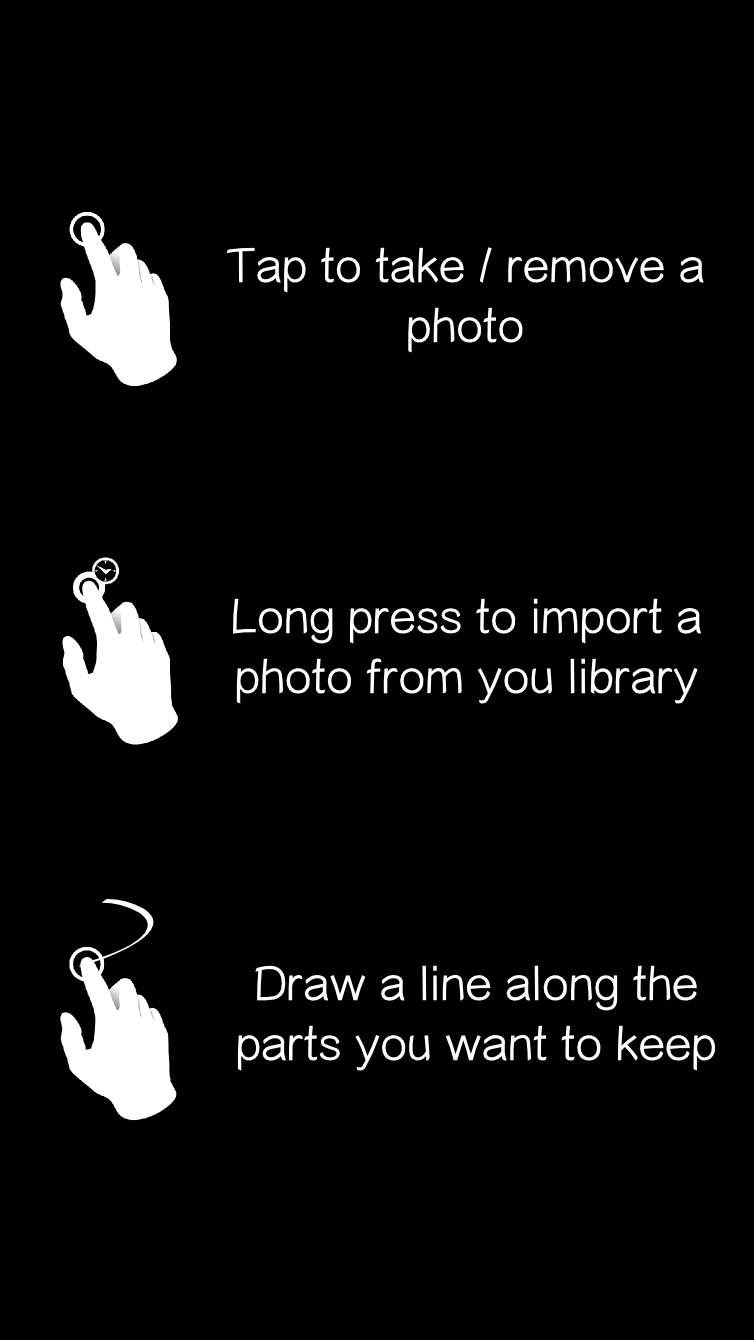 Tap to take / remove a
photo
Long press to import a
photo from you library
Draw a line along the
parts you want to keep